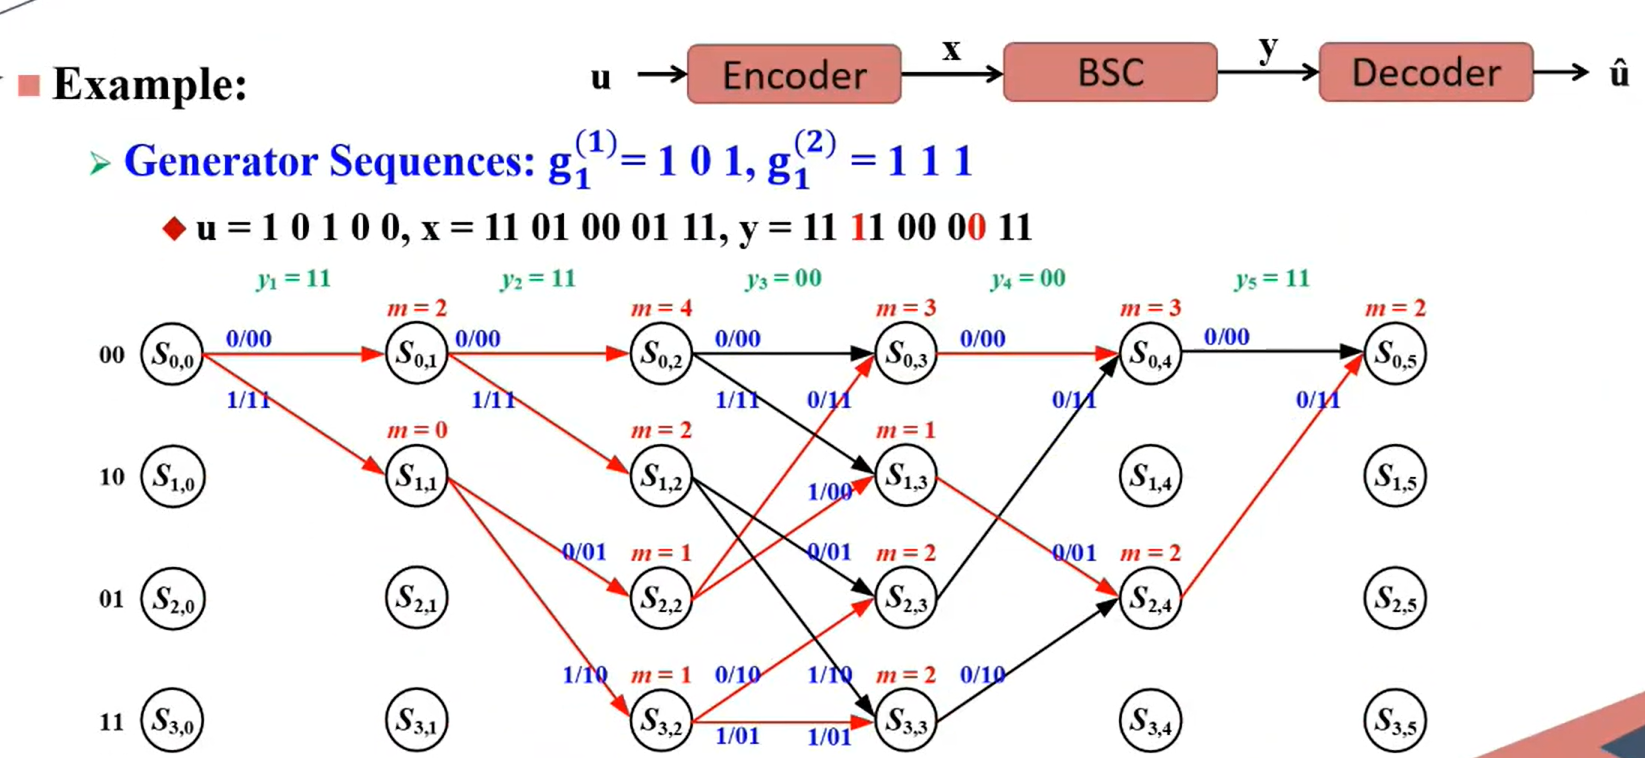 u Encoder x BSC y Decoder û
Example:
Generator Sequences: g₁⁽¹⁾= 1 0 1, g₁⁽²⁾ = 1 1 1
u = 1 0 1 0 0, x = 11 01 00 01 11, y = 11 11 00 00 11
y₁ = 11 y₂ = 11 y₃ = 00 y₄ = 00 y₅ = 11
m = 2 m = 4 m = 3 m = 3 m = 2
0/00 0/00 0/00 0/00 0/00
00 S₀,₀ S₀,₁ S₀,₂ S₀,₃ S₀,₄ S₀,₅
1/11 1/11 1/11 0/11 0/11 0/11
m = 0 m = 2 m = 1
10 S₁,₀ S₁,₁ S₁,₂ S₁,₃ S₁,₄ S₁,₅
1/00
0/01 m = 1 0/01 m = 2 0/01 m = 2
01 S₂,₀ S₂,₁ S₂,₂ S₂,₃ S₂,₄ S₂,₅
1/10 m = 1 0/10 1/10 m = 2 0/10
11 S₃,₀ S₃,₁ S₃,₂ S₃,₃ S₃,₄ S₃,₅
1/01 1/01